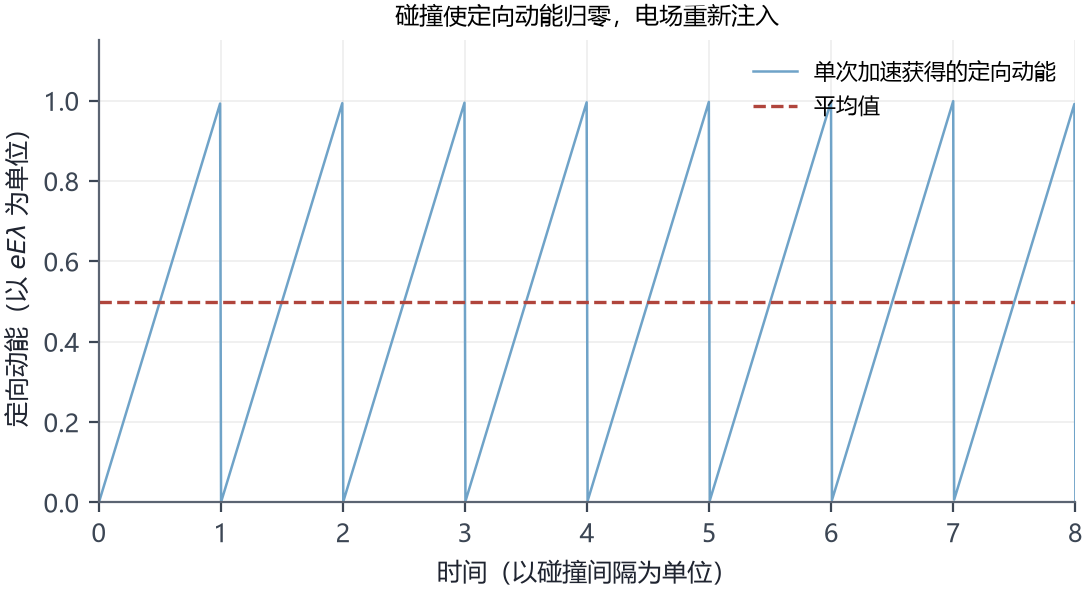 碰撞使定向动能归零，电场重新注入
单次加速获得的定向动能
平均值
定向动能（以 eEλ 为单位）
1.0
0.8
0.6
0.4
0.2
0.0
0 1 2 3 4 5 6 7 8
时间（以碰撞间隔为单位）